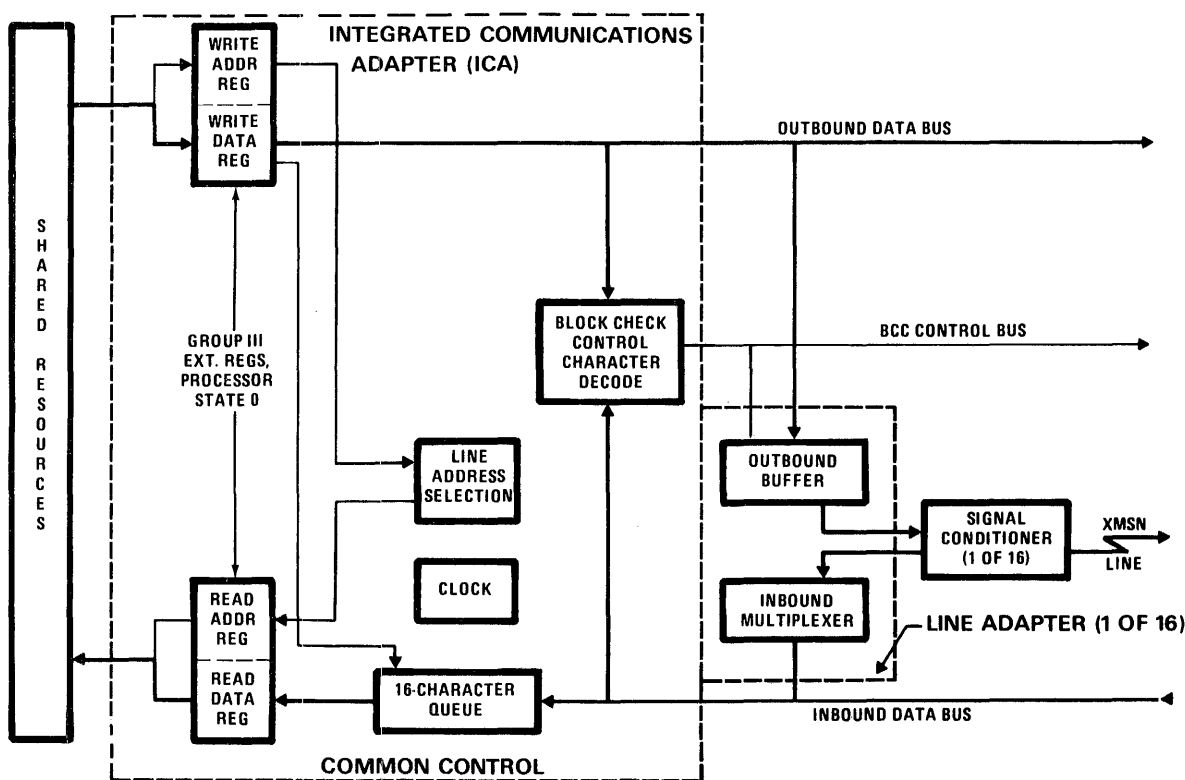 INTEGRATED COMMUNICATIONS
ADAPTER (ICA)
WRITE
ADDR
REG
WRITE
DATA
REG
OUTBOUND DATA BUS
SHARED RESOURCES
GROUP III
EXT. REGS,
PROCESSOR
STATE 0
BLOCK CHECK
CONTROL
CHARACTER
DECODE
BCC CONTROL BUS
LINE
ADDRESS
SELECTION
OUTBOUND
BUFFER
SIGNAL
CONDITIONER
(1 OF 16)
XMSN
LINE
CLOCK
READ
ADDR
REG
READ
DATA
REG
INBOUND
MULTIPLEXER
LINE ADAPTER (1 OF 16)
16-CHARACTER
QUEUE
INBOUND DATA BUS
COMMON CONTROL